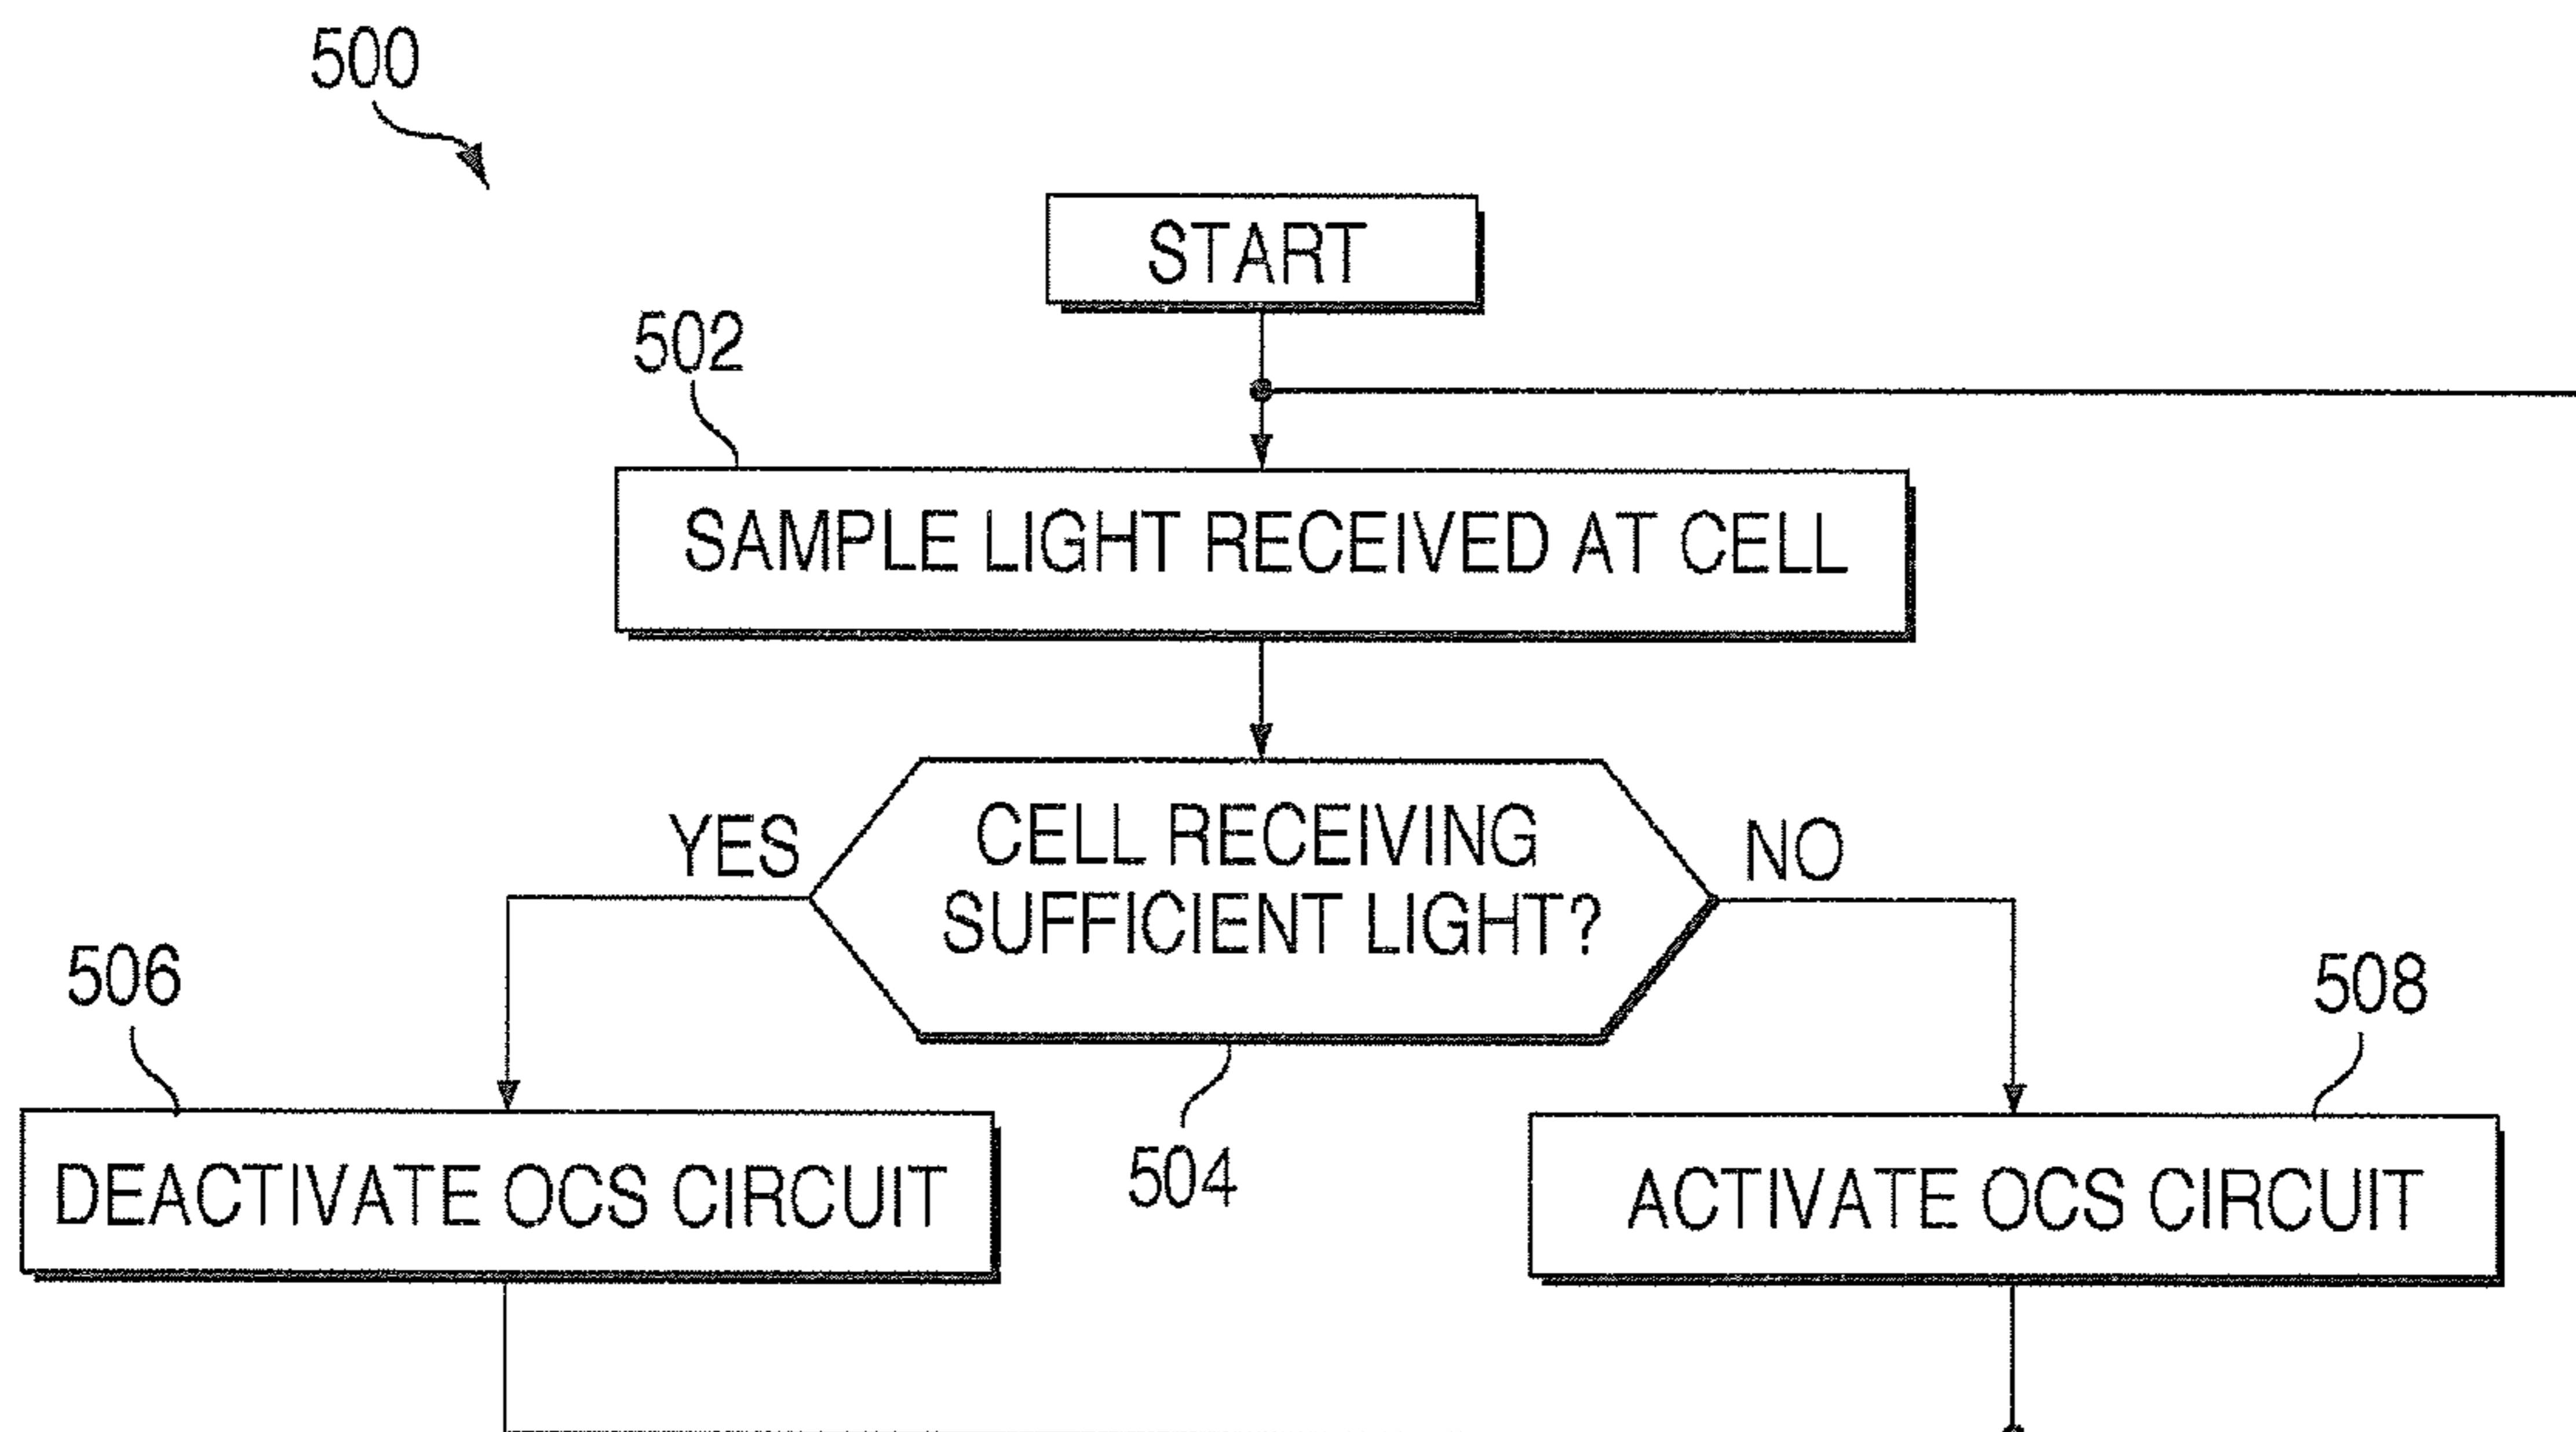 500
START
502
SAMPLE LIGHT RECEIVED AT CELL
YES
CELL RECEIVING
SUFFICIENT LIGHT?
NO
506
508
504
DEACTIVATE OCS CIRCUIT
ACTIVATE OCS CIRCUIT